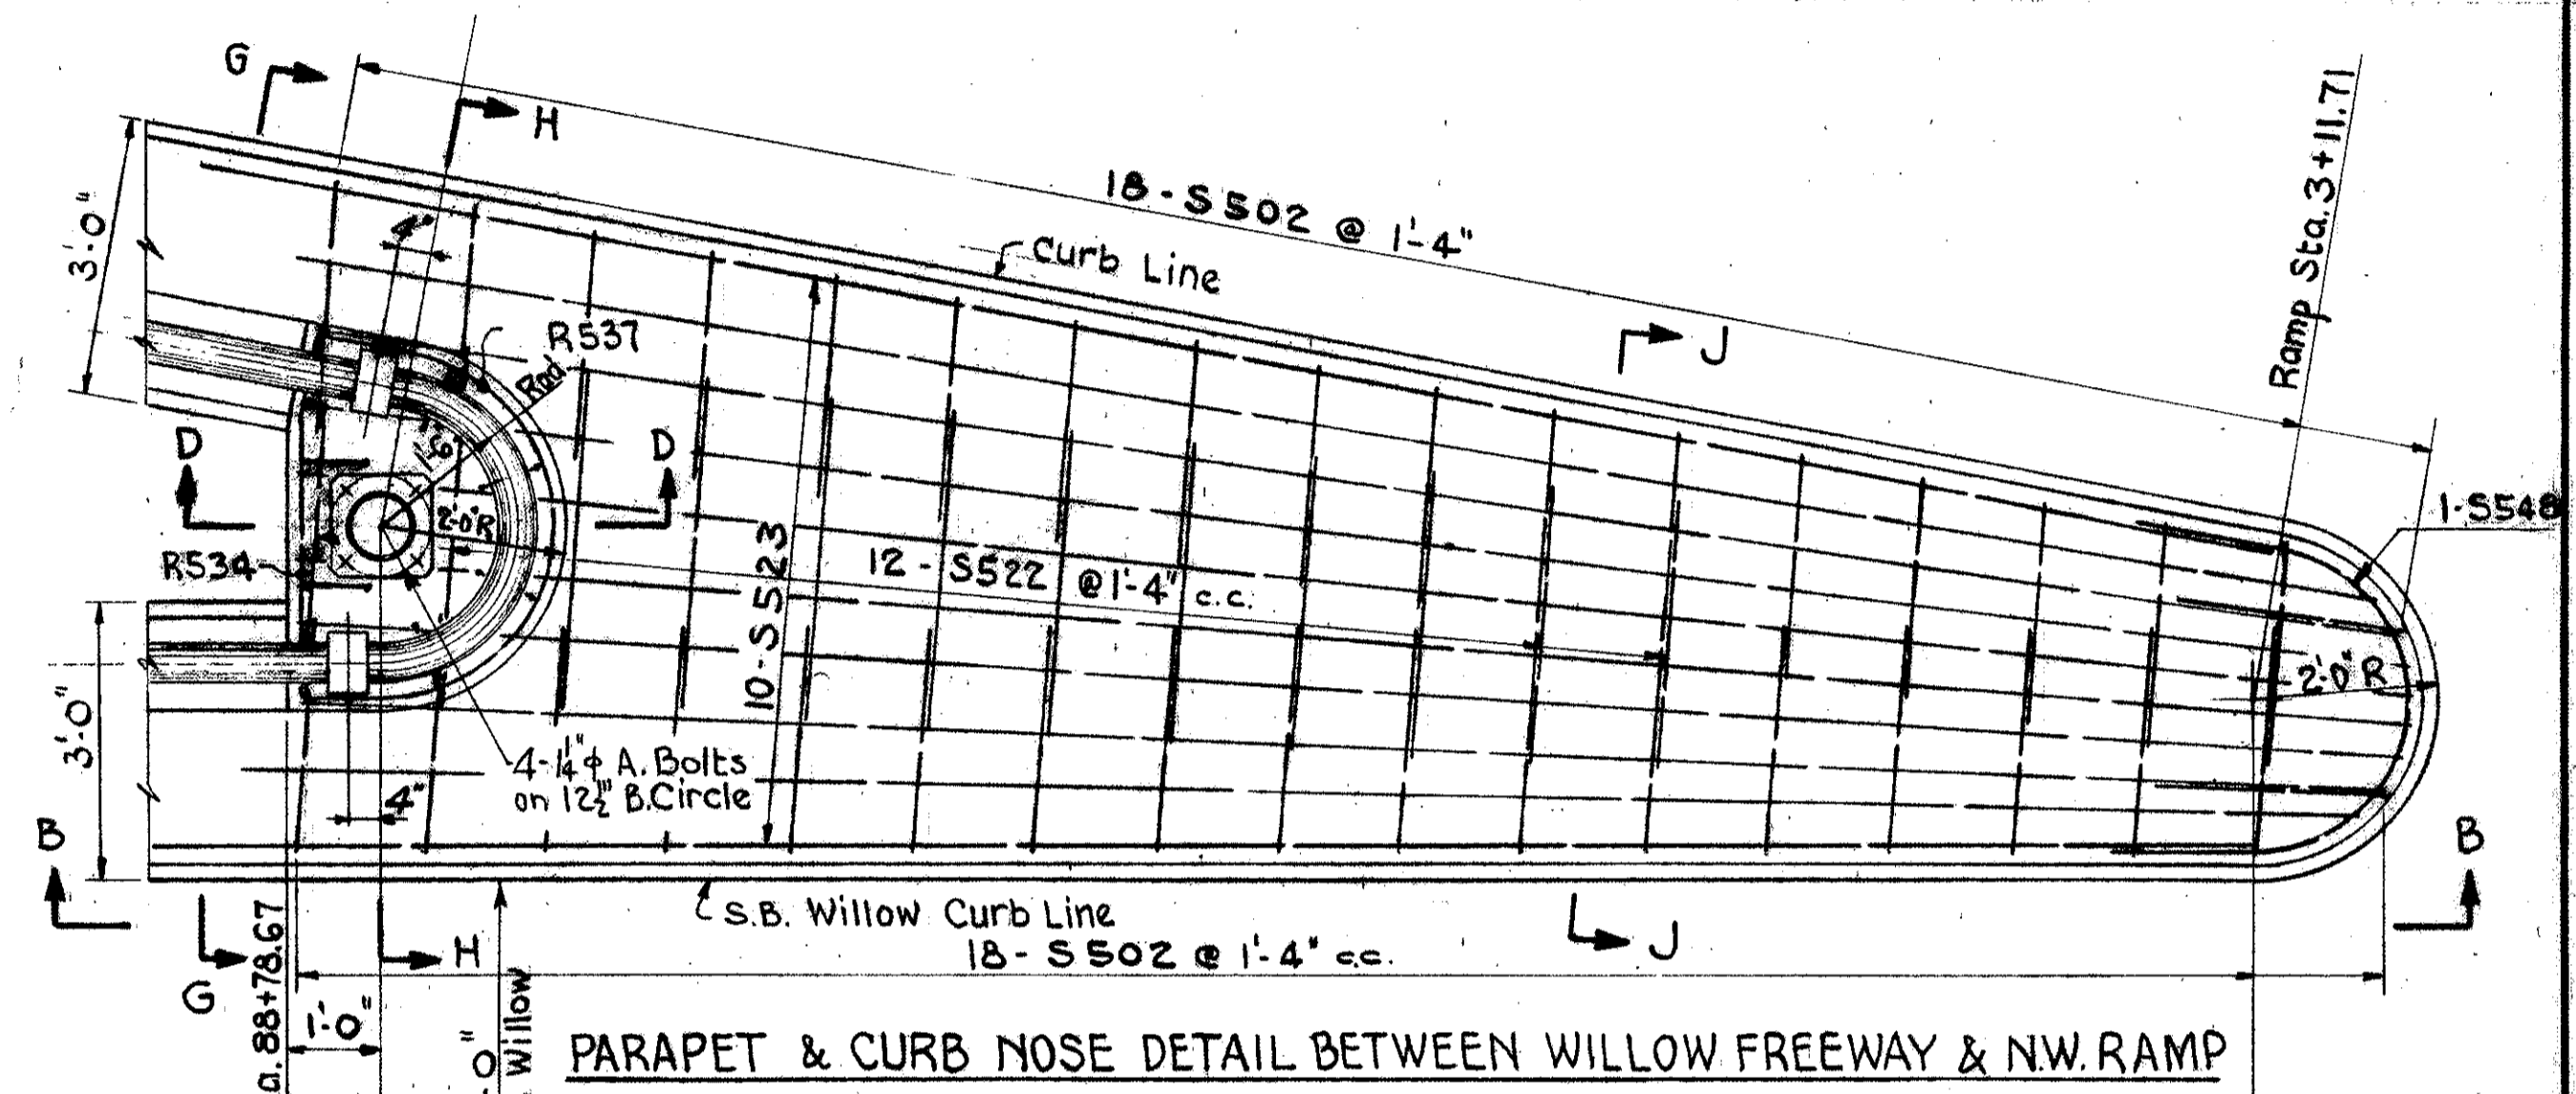 G
H
3'-0"
4"
18-S502 @ 1'-4"
Curb Line
Ramp Sta. 3+11.71
R537
Rad.
1'-6"
J
D
D
1-S548
2'-0"R
R534
10-S523
12-S522 @ 1'-4" c.c.
2'-0"R
3'-0"
4-1¼"ϕ A. Bolts
on 12½" B.Circle
4"
B
B
S.B. Willow Curb Line
18-S502 @ 1'-4" c.c.
J
G
H
a. 88+78.67
1'-0"
Willow
PARAPET & CURB NOSE DETAIL BETWEEN WILLOW FREEWAY & N.W. RAMP